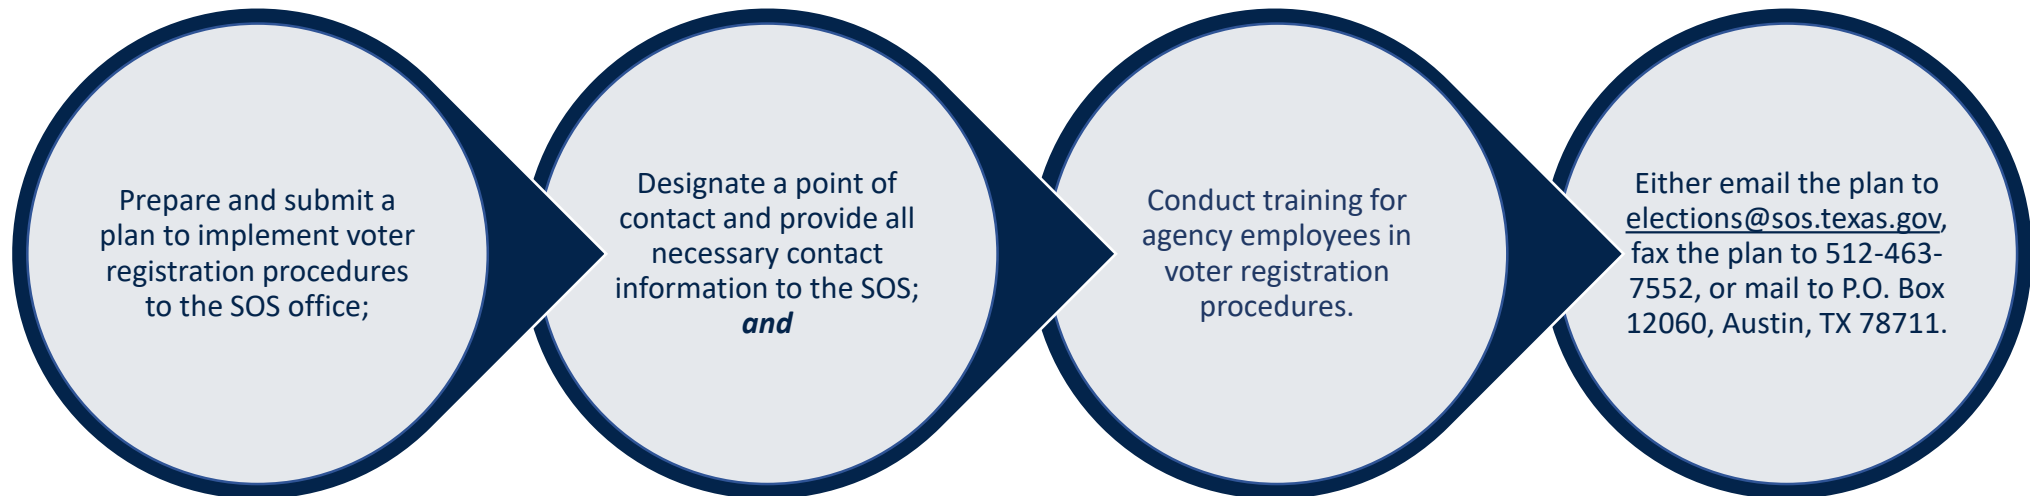 Prepare and submit a
plan to implement voter
registration procedures
to the SOS office;
Designate a point of
contact and provide all
necessary contact
information to the SOS;
and
Conduct training for
agency employees in
voter registration
procedures.
Either email the plan to
elections@sos.texas.gov,
fax the plan to 512-463-
7552, or mail to P.O. Box
12060, Austin, TX 78711.